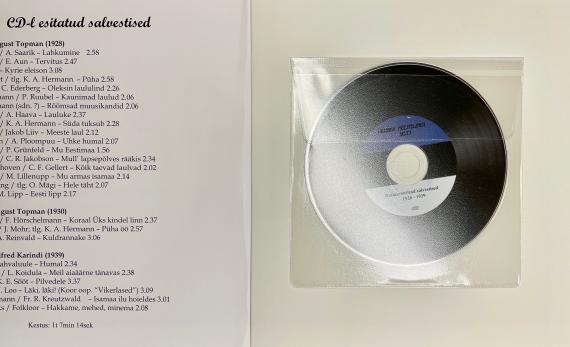 CD-l esitatud salvestised
gust Topman (1928)
/ A. Saarik – Lahkumine 2.58
/ E. Aun – Tervitus 2.47
– Kyrie eleison 3.08
rt / tlg. K. A. Hermann – Püha 2.58
C. Ederberg – Oleksin laululind 2.26
mann / P. Ruubel – Kaunimad laulud 2.06
mann (sdn. ?) – Rõõmsad muusikandid 2.06
/ A. Haava – Lauluke 2.37
/ K. A. Hermann – Süda tuksub 2.28
/ Jakob Liiv – Meeste laul 2.12
n / A. Ploompuu – Uhke humal 2.07
/ P. Grünfeld – Mu Eestimaa 1.56
/ C. R. Jakobson – Mull' lapsepõlves rääkis 2.34
hoven / C. F. Gellert – Kõik taevad laulvad 2.02
/ M. Lillenupp – Mu armas isamaa 2.14
ng / tlg. O. Mägi – Hele täht 2.07
M. Lipp – Eesti lipp 2.17
gust Topman (1930)
/ F. Hörschelmann – Koraal Üks kindel linn 2.37
/ J. Mohr; tlg. K. A. Hermann – Püha öö 2.57
A. Reinvald – Kuldrannake 3.06
lfred Karindi (1939)
ahvaluule – Humal 2.34
/ L. Koidula – Meil aiaäärne tänavas 2.38
K. E. Sööt – Pilvedele 3.37
. Loo – Läki, läki! (Koor oop. "Vikerlased") 3.09
mann / Fr. R. Kreutzwald – Isamaa ilu hoieldes 3.01
s / Folkloor – Hakkame, mehed, minema 2.08
Kestus: 1t 7min 14sek
salvestised
1928 - 1939